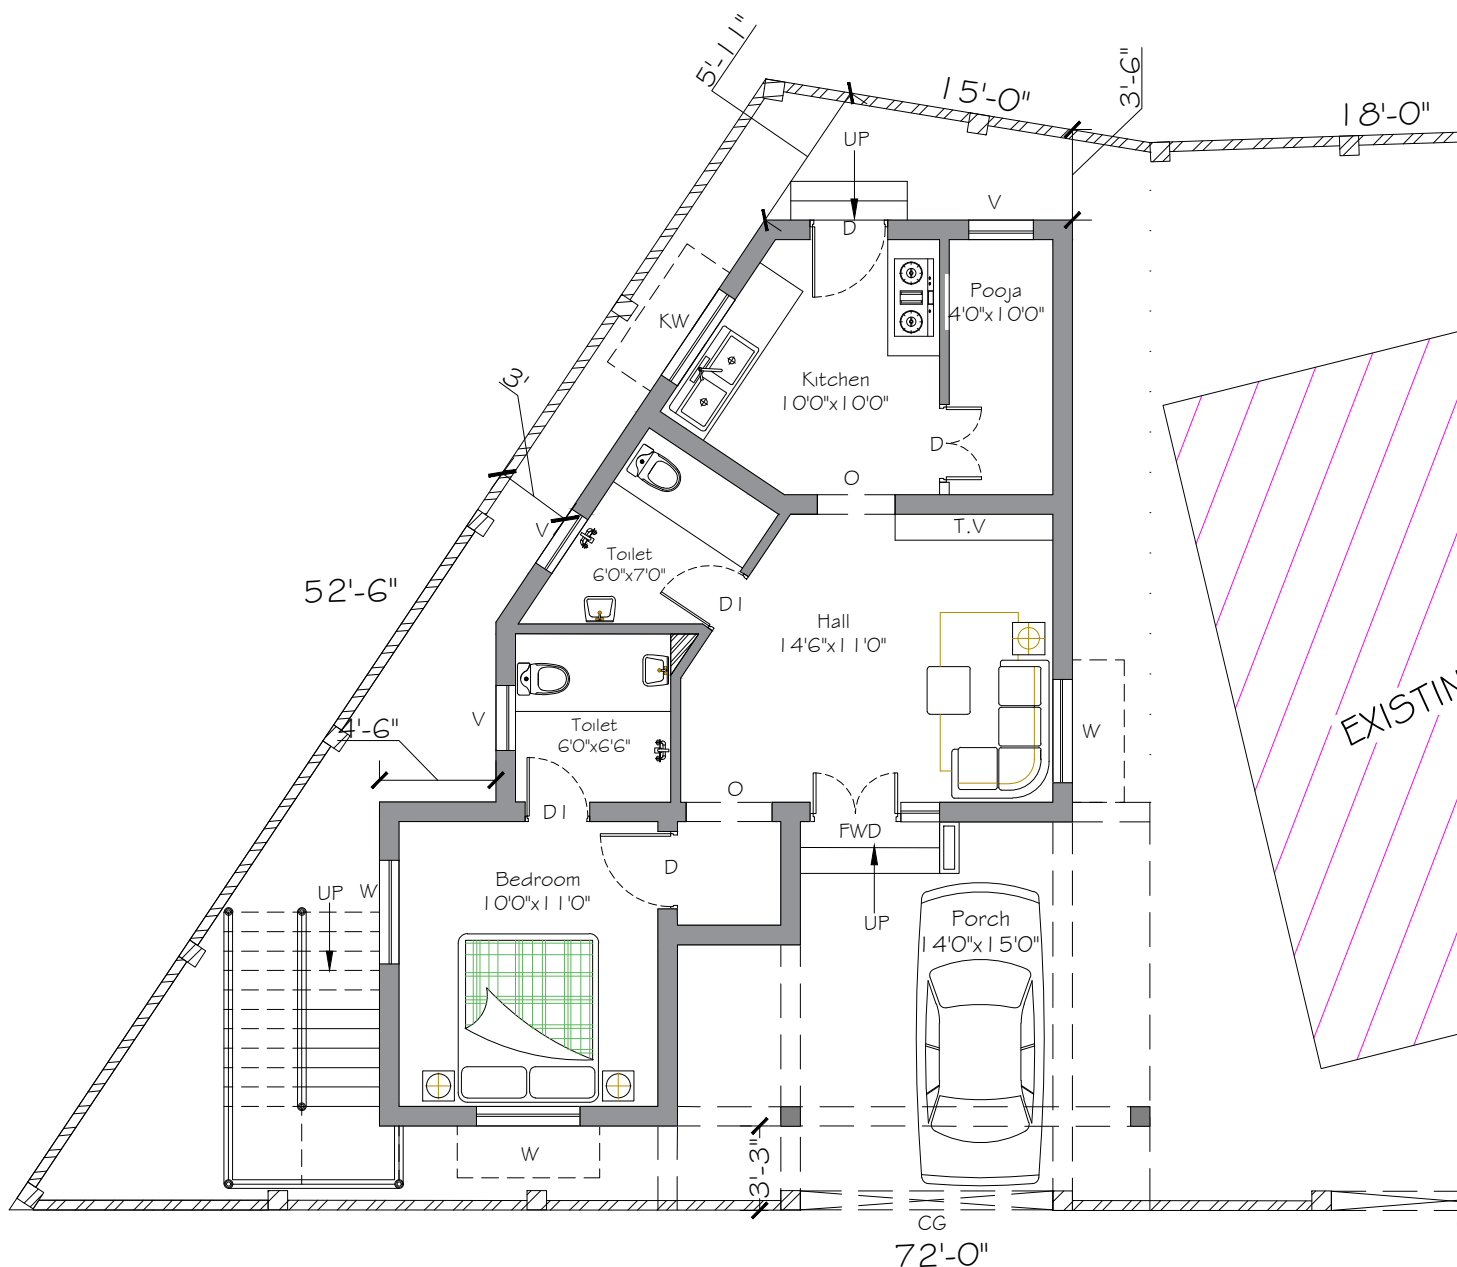 5'-11"
15'-0"
3'-6"
18'-0"
UP
V
D
KW
Pooja
4'0"x10'0"
3'
Kitchen
10'0"x10'0"
D
O
V
T.V
Toilet
6'0"x7'0"
52'-6"
D1
Hall
14'6"x11'0"
EXISTIN
V
4'-6"
Toilet
6'0"x6'6"
W
O
D1
FWD
D
UP
W
Bedroom
10'0"x11'0"
UP
Porch
14'0"x15'0"
W
3'-3"
CG
72'-0"